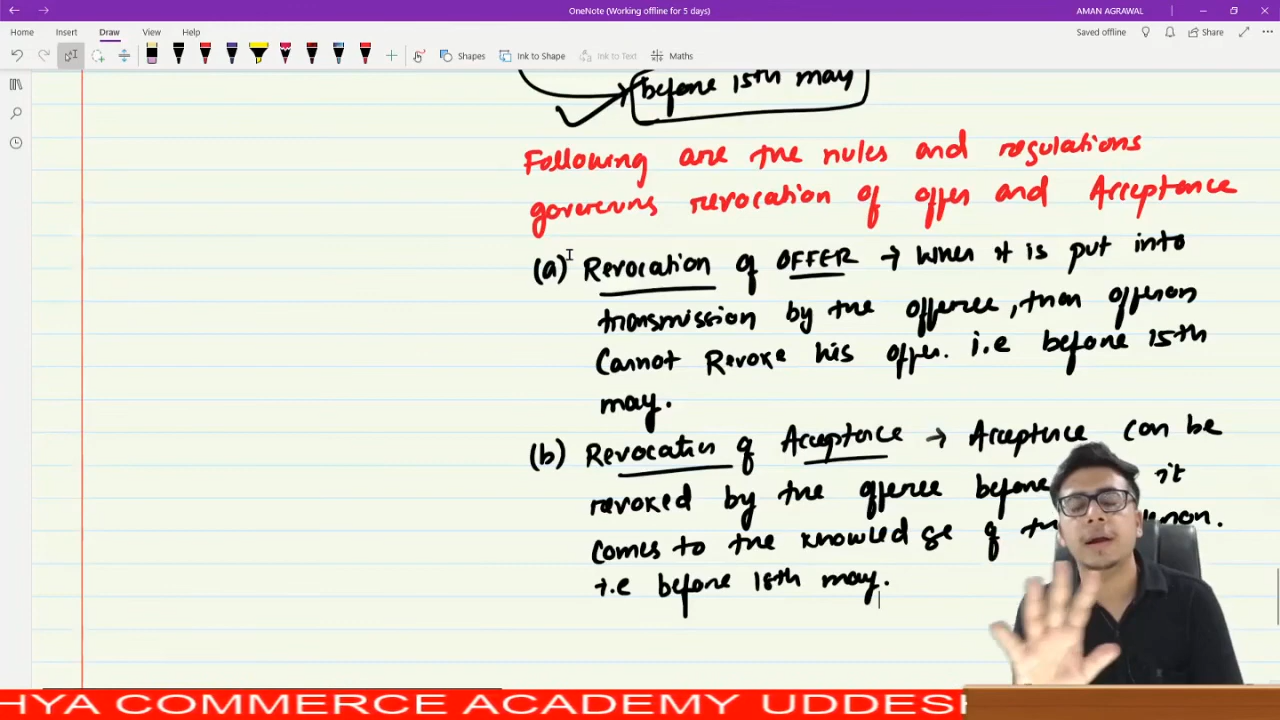 OneNote (Working offline for 5 days)
AMAN AGRAWAL
Home Insert Draw View Help
Saved offline Share
Shapes Ink to Shape Ink to Text Maths
before 15th may
Following are the rules and regulations
governing revocation of offer and Acceptance
(a) Revocation of OFFER → When it is put into
transmission by the offeree, then offeror
Cannot Revoke his offer. i.e before 15th
may.
(b) Revocation of Acceptance → Acceptance can be
revoked by the offeree before it
comes to the knowledge of the
i.e before 18th may.
HYA COMMERCE ACADEMY UDDES